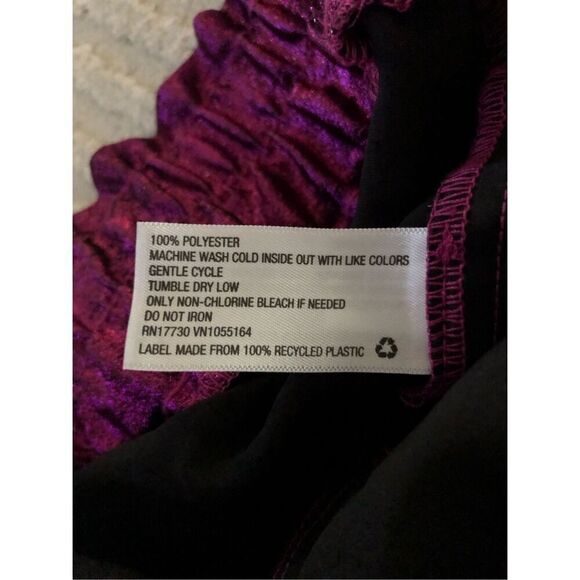 100% POLYESTER
MACHINE WASH COLD INSIDE OUT WITH LIKE COLORS
GENTLE CYCLE
TUMBLE DRY LOW
ONLY NON-CHLORINE BLEACH IF NEEDED
DO NOT IRON
RN17730 VN1055164
LABEL MADE FROM 100% RECYCLED PLASTIC